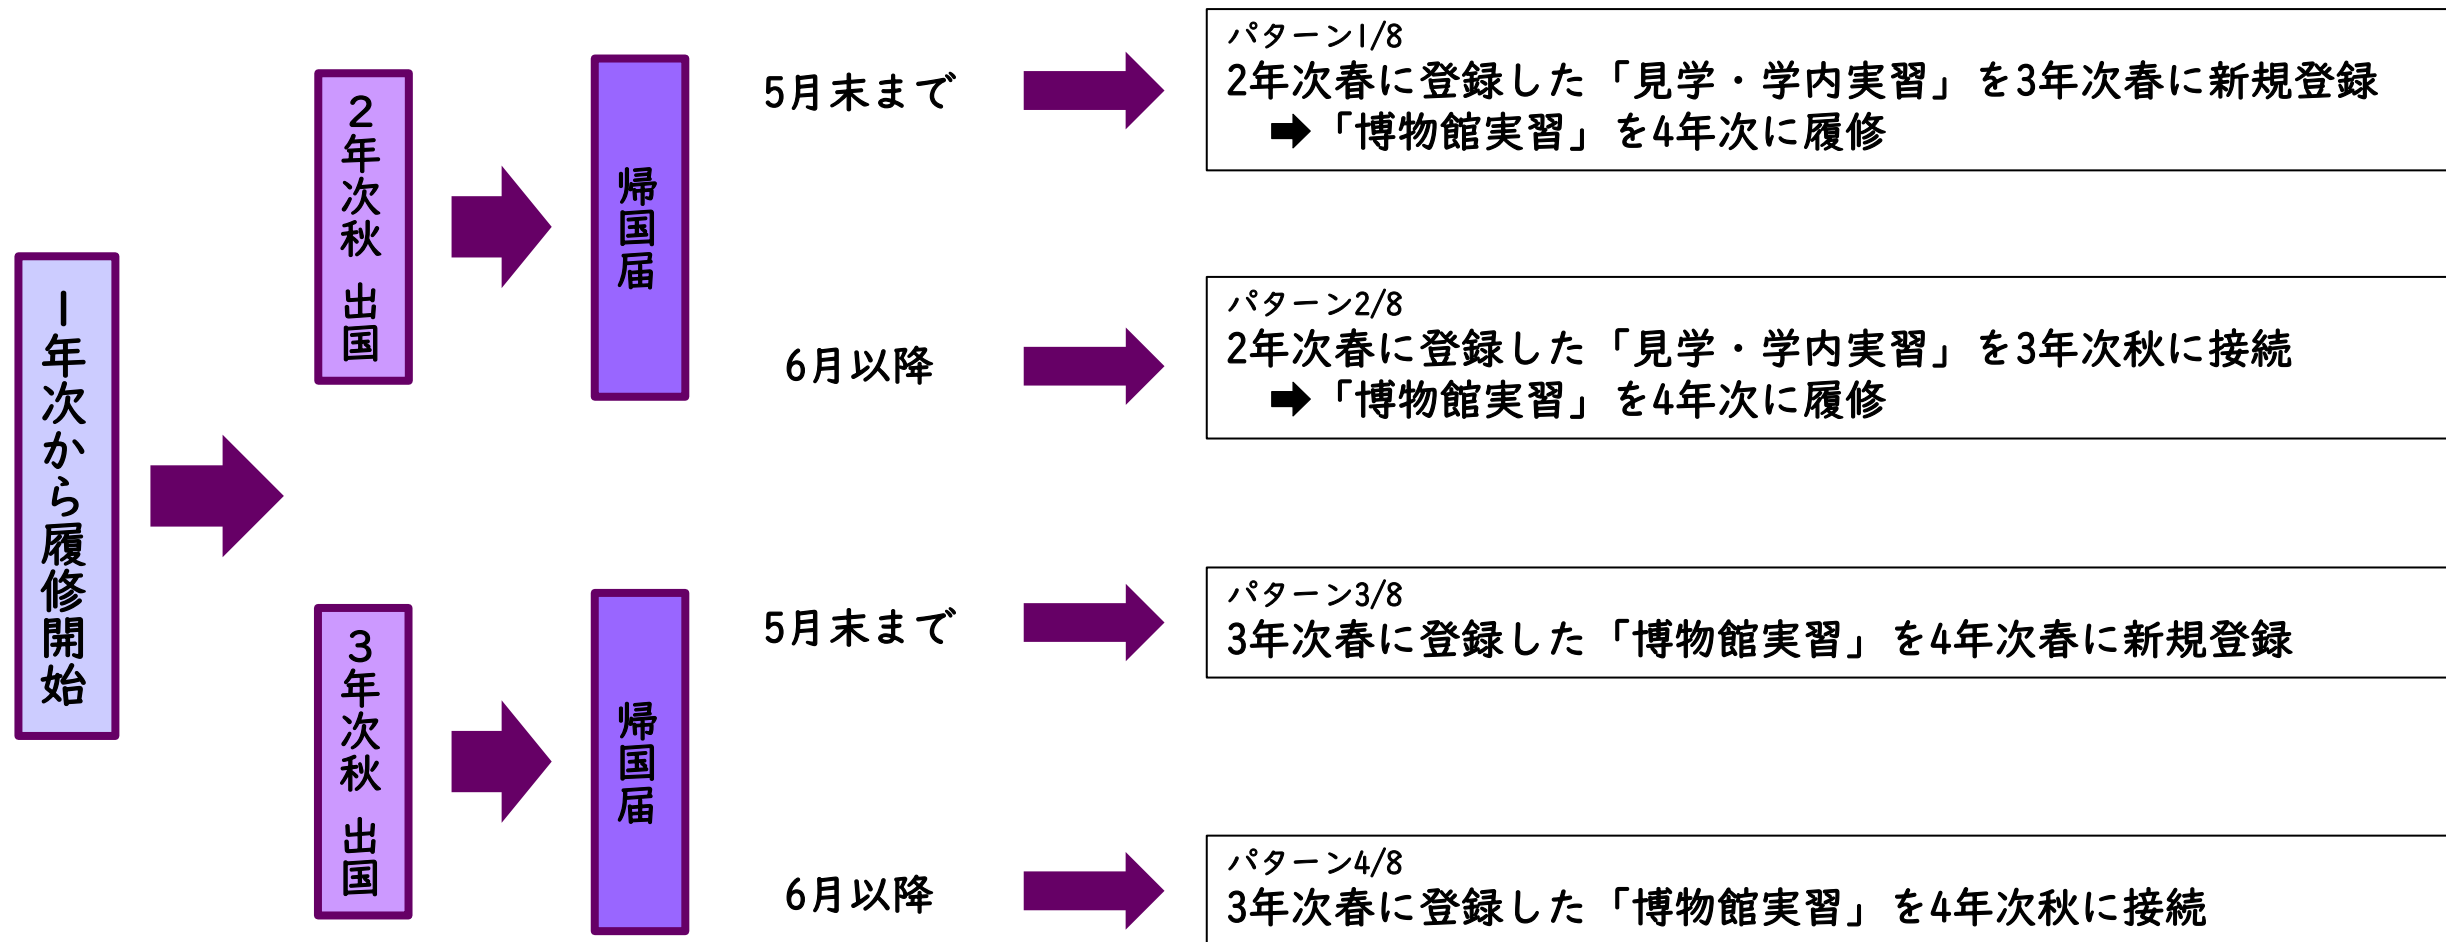 1年次から履修開始
2年次秋 出国
帰国届
5月末まで
パターン1/8
2年次春に登録した「見学・学内実習」を3年次春に新規登録
➡「博物館実習」を4年次に履修
6月以降
パターン2/8
2年次春に登録した「見学・学内実習」を3年次秋に接続
➡「博物館実習」を4年次に履修
3年次秋 出国
帰国届
5月末まで
パターン3/8
3年次春に登録した「博物館実習」を4年次春に新規登録
6月以降
パターン4/8
3年次春に登録した「博物館実習」を4年次秋に接続